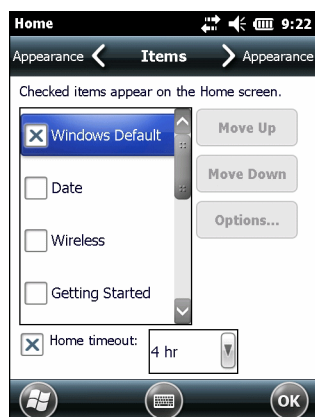 Home 9:22
Appearance Items Appearance
Checked items appear on the Home screen.
Windows Default
Move Up
Date
Move Down
Wireless
Options...
Getting Started
Home timeout: 4 hr
OK